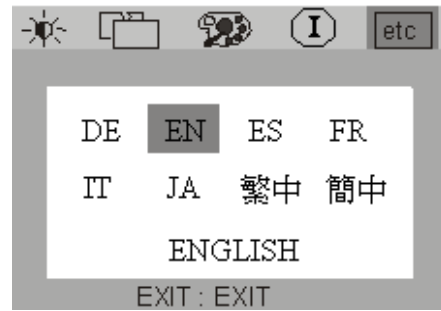 I etc
DE EN ES FR
IT JA 繁中 簡中
ENGLISH
EXIT : EXIT